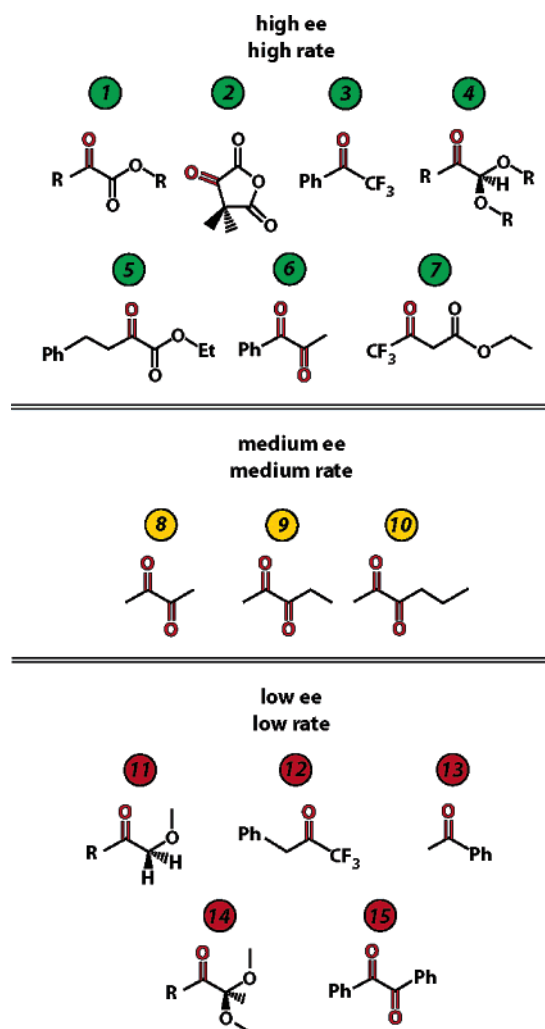 high ee
high rate
1 2 3 4
O O O O O
R O R O O Ph CF3 R O R
O O H
O R
5 6 7
O O O O
Ph O Et Ph CF3 O
O O
medium ee
medium rate
8 9 10
O O O
O O O
low ee
low rate
11 12 13
O O Ph O O
R H H CF3 Ph
14 15
O O O Ph Ph
R O O